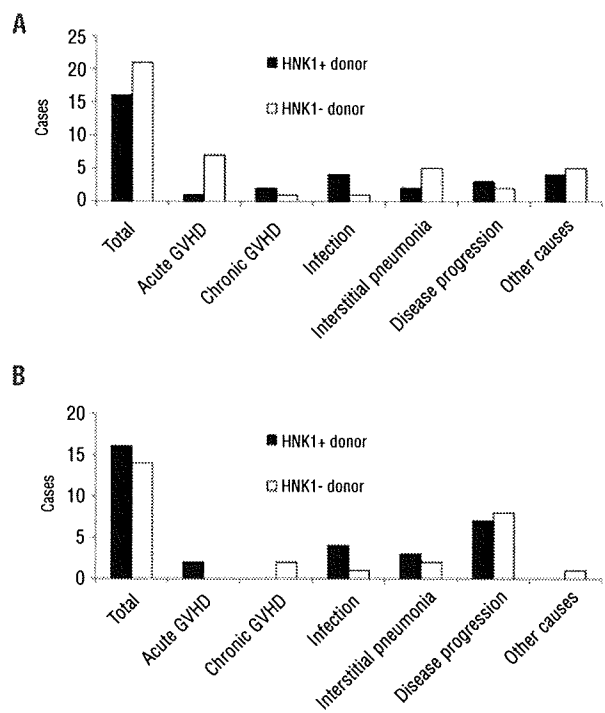 A
25
20
15
10
5
0
Cases
HNK1+ donor
HNK1- donor
Total
Acute GVHD
Chronic GVHD
Infection
Interstitial pneumonia
Disease progression
Other causes
B
20
15
10
5
0
Cases
HNK1+ donor
HNK1- donor
Total
Acute GVHD
Chronic GVHD
Infection
Interstitial pneumonia
Disease progression
Other causes